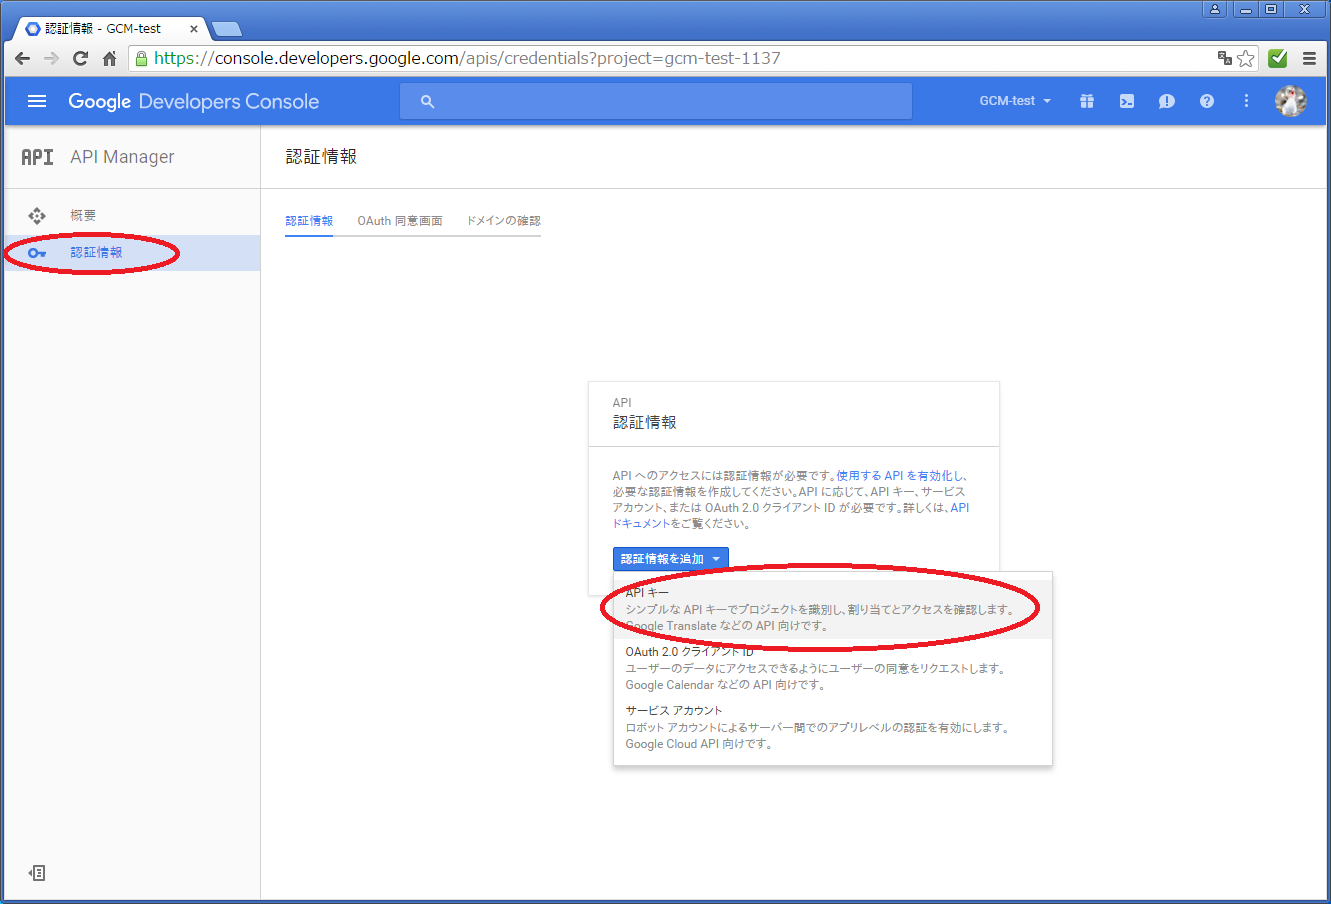 認証情報 - GCM-test
https://console.developers.google.com/apis/credentials?project=gcm-test-1137
Google Developers Console
GCM-test
API API Manager
認証情報
概要
認証情報
認証情報 OAuth 同意画面 ドメインの確認
API
認証情報
API へのアクセスには認証情報が必要です。使用する API を有効化し、
必要な認証情報を作成してください。API に応じて、API キー、サービス
アカウント、または OAuth 2.0 クライアント ID が必要です。詳しくは、API
ドキュメントをご覧ください。
認証情報を追加
API キー
シンプルな API キーでプロジェクトを識別し、割り当てとアクセスを確認します。
Google Translate などの API 向けです。
OAuth 2.0 クライアント ID
ユーザーのデータにアクセスできるようにユーザーの同意をリクエストします。
Google Calendar などの API 向けです。
サービス アカウント
ロボット アカウントによるサーバー間でのアプリレベルの認証を有効にします。
Google Cloud API 向けです。